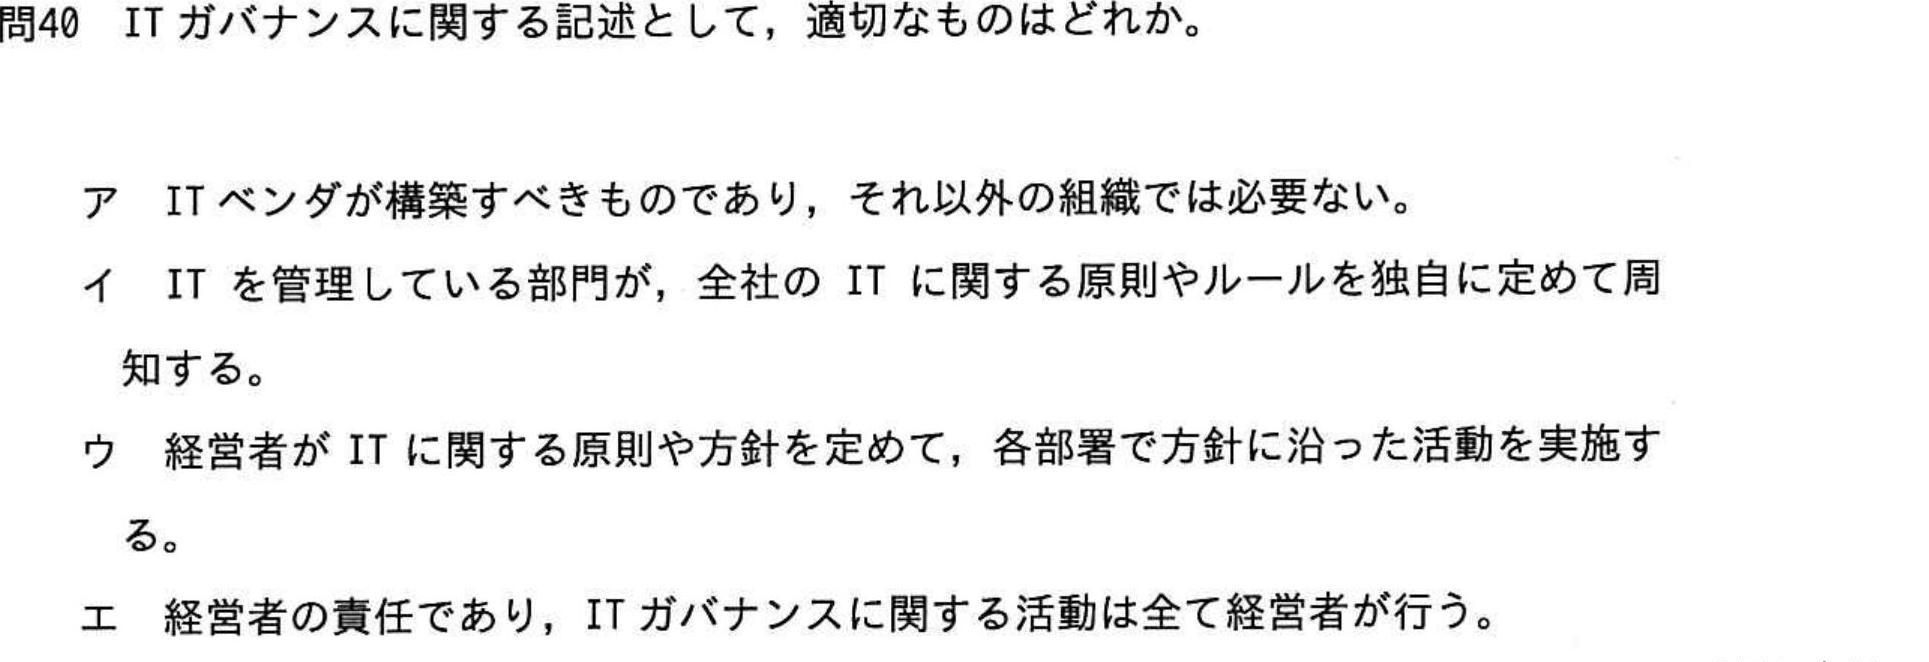 問40 ITガバナンスに関する記述として，適切なものはどれか。
ア ITベンダが構築すべきものであり，それ以外の組織では必要ない。
イ IT を管理している部門が，全社の IT に関する原則やルールを独自に定めて周
知する。
ウ 経営者が IT に関する原則や方針を定めて，各部署で方針に沿った活動を実施す
る。
エ 経営者の責任であり，ITガバナンスに関する活動は全て経営者が行う。